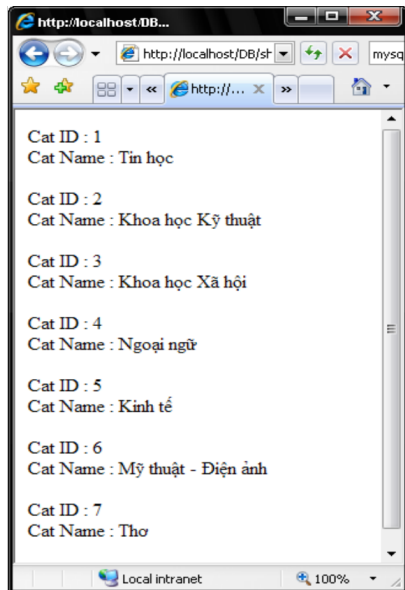 http://localhost/DB...
http://localhost/DB/sh
mysq
http://...
Cat ID : 1
Cat Name : Tin học
Cat ID : 2
Cat Name : Khoa học Kỹ thuật
Cat ID : 3
Cat Name : Khoa học Xã hội
Cat ID : 4
Cat Name : Ngoại ngữ
Cat ID : 5
Cat Name : Kinh tế
Cat ID : 6
Cat Name : Mỹ thuật - Điện ảnh
Cat ID : 7
Cat Name : Thơ
Local intranet
100%